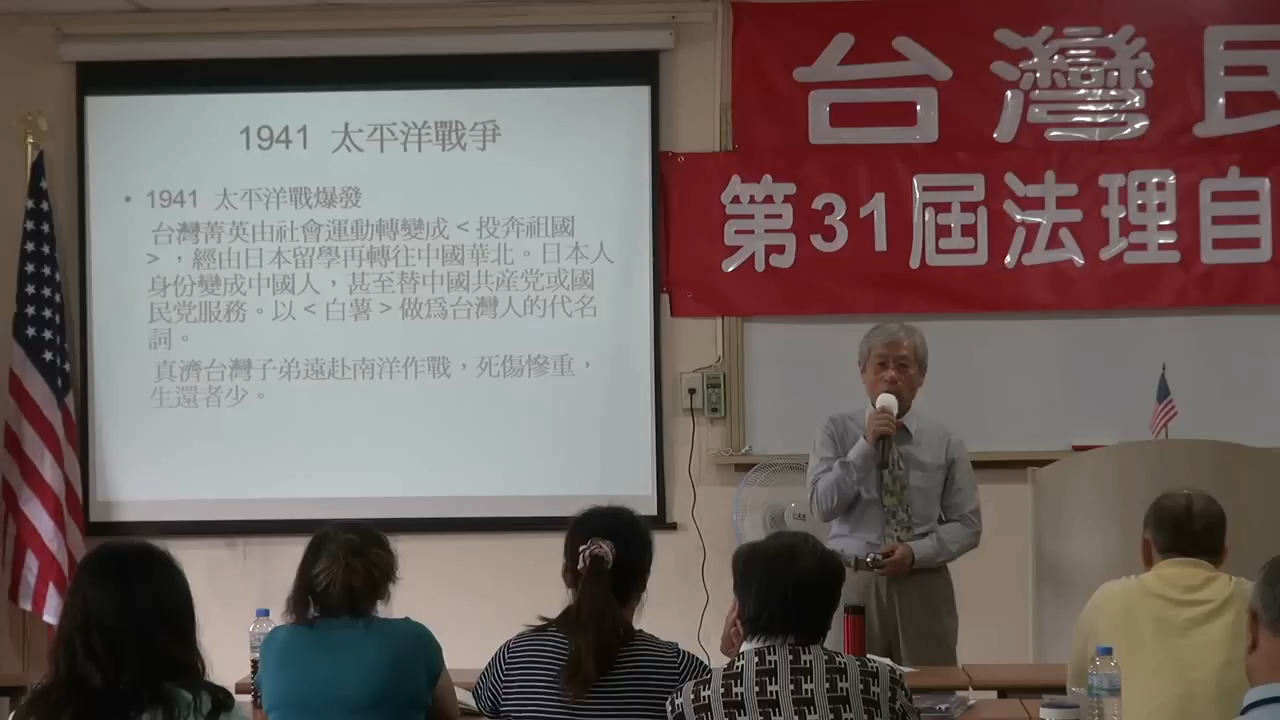 1941 太平洋戰爭
• 1941 太平洋戰爆發
台灣菁英由社會運動轉變成 < 投奔祖國
> ，經由日本留學再轉往中國華北。日本人
身份變成中國人，甚至替中國共產党或國
民党服務。以 < 白薯 > 做為台灣人的代名
詞。
真濟台灣子弟遠赴南洋作戰，死傷慘重，
生還者少。
台灣民
第31屆法理自